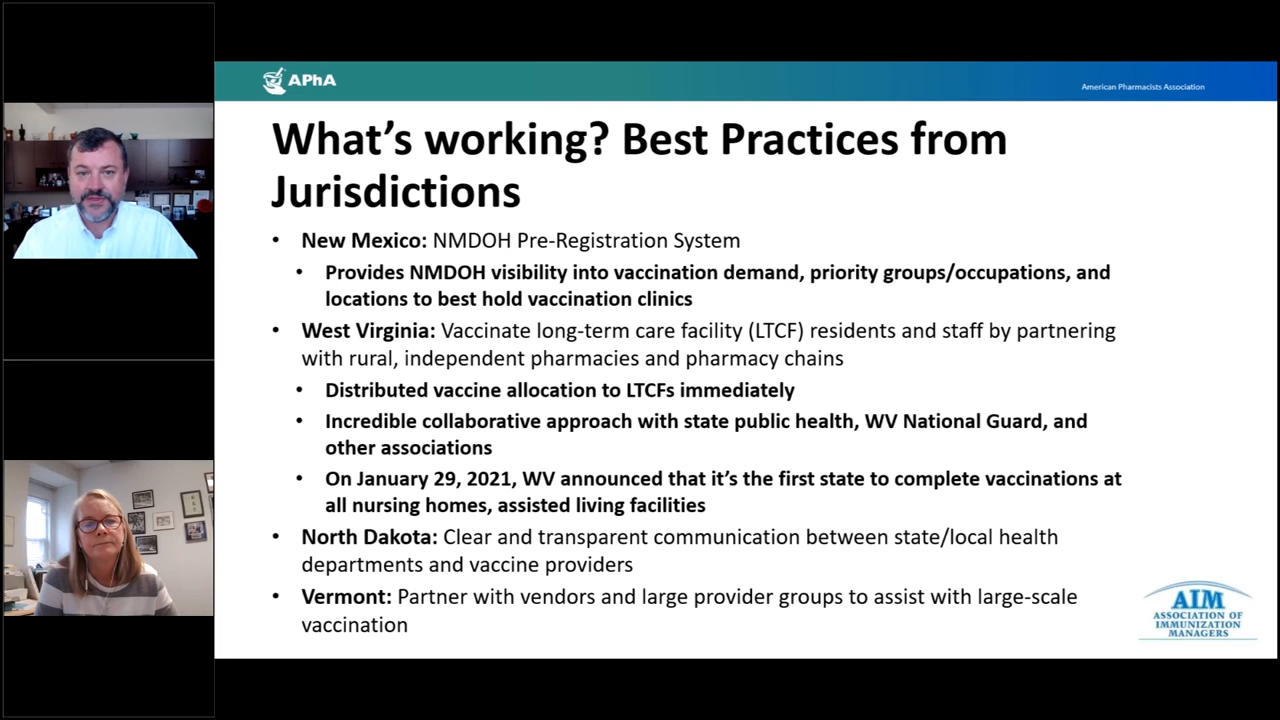 APhA
American Pharmacists Association
What's working? Best Practices from
Jurisdictions
• New Mexico: NMDOH Pre-Registration System
• Provides NMDOH visibility into vaccination demand, priority groups/occupations, and
locations to best hold vaccination clinics
• West Virginia: Vaccinate long-term care facility (LTCF) residents and staff by partnering
with rural, independent pharmacies and pharmacy chains
• Distributed vaccine allocation to LTCFs immediately
• Incredible collaborative approach with state public health, WV National Guard, and
other associations
• On January 29, 2021, WV announced that it's the first state to complete vaccinations at
all nursing homes, assisted living facilities
• North Dakota: Clear and transparent communication between state/local health
departments and vaccine providers
• Vermont: Partner with vendors and large provider groups to assist with large-scale
vaccination
AIM
ASSOCIATION OF
IMMUNIZATION
MANAGERS